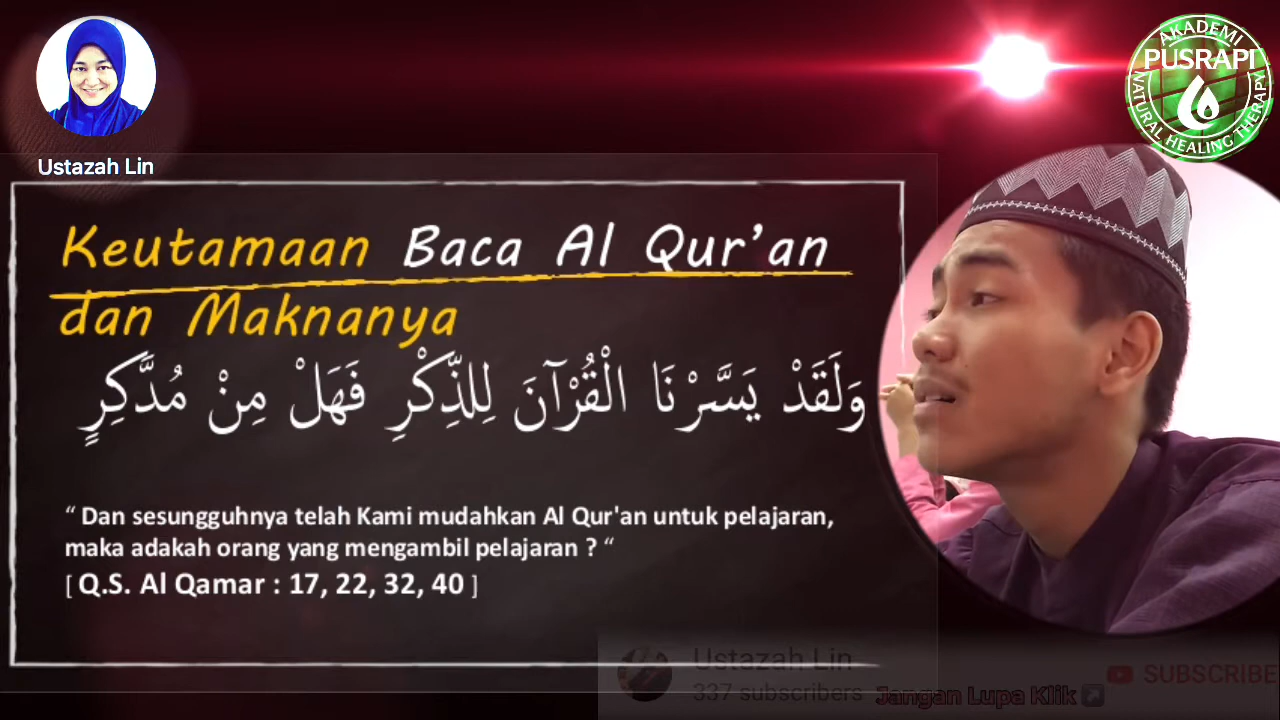 Ustazah Lin
AKADEMI
PUSRAPI
NATURAL HEALING THERAPY
Keutamaan Baca Al Qur'an
dan Maknanya
وَلَقَدْ يَسَّرْنَا الْقُرْآنَ لِلذِّكْرِ فَهَلْ مِنْ مُدَّكِرٍ
“ Dan sesungguhnya telah Kami mudahkan Al Qur'an untuk pelajaran,
maka adakah orang yang mengambil pelajaran ? “
[ Q.S. Al Qamar : 17, 22, 32, 40 ]
Ustazah Lin
337 subscribers
Jangan Lupa Klik
SUBSCRIBE